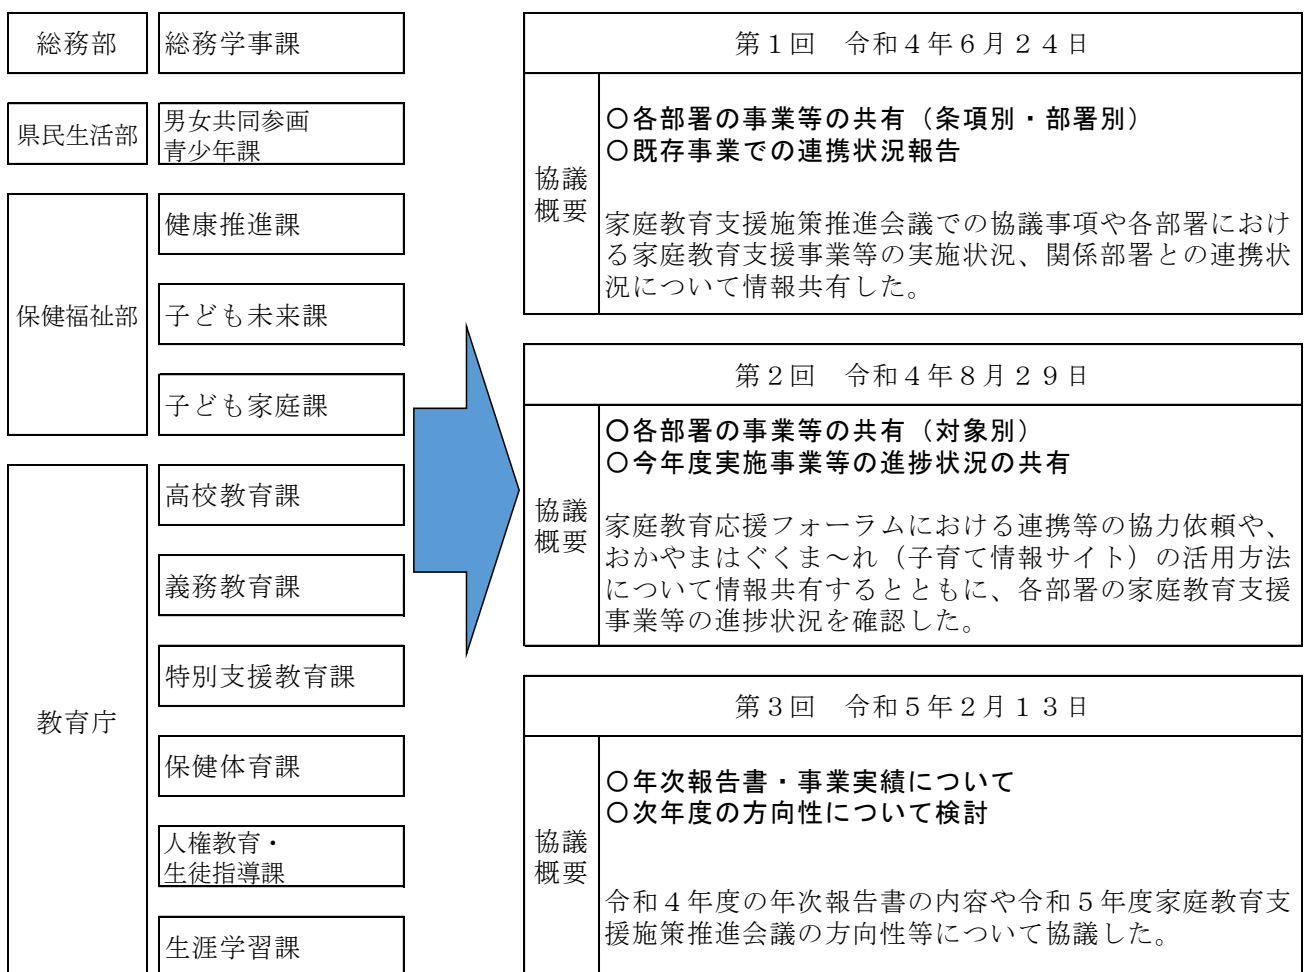 総務部
総務学事課
県民生活部
男女共同参画
青少年課
保健福祉部
健康推進課
子ども未来課
子ども家庭課
教育庁
高校教育課
義務教育課
特別支援教育課
保健体育課
人権教育・
生徒指導課
生涯学習課
第１回　令和４年６月２４日
協議
概要
○各部署の事業等の共有（条項別・部署別）
○既存事業での連携状況報告
家庭教育支援施策推進会議での協議事項や各部署におけ
る家庭教育支援事業等の実施状況、関係部署との連携状
況について情報共有した。
第２回　令和４年８月２９日
協議
概要
○各部署の事業等の共有（対象別）
○今年度実施事業等の進捗状況の共有
家庭教育応援フォーラムにおける連携等の協力依頼や、
おかやまはぐくま～れ（子育て情報サイト）の活用方法
について情報共有するとともに、各部署の家庭教育支援
事業等の進捗状況を確認した。
第３回　令和５年２月１３日
協議
概要
○年次報告書・事業実績について
○次年度の方向性について検討
令和４年度の年次報告書の内容や令和５年度家庭教育支
援施策推進会議の方向性等について協議した。